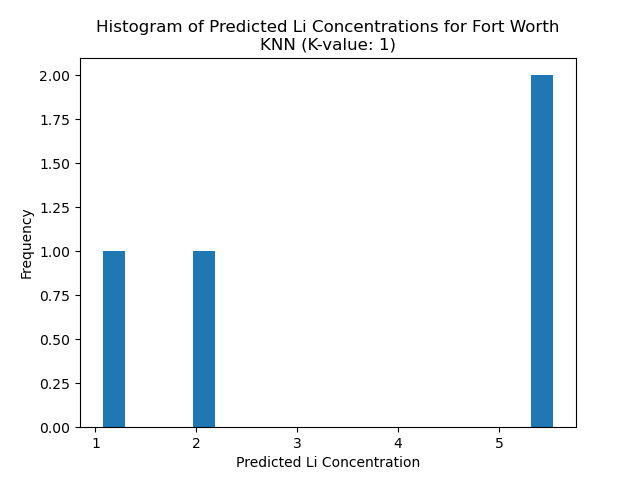 Histogram of Predicted Li Concentrations for Fort Worth
KNN (K-value: 1)
2.00
1.75
1.50
1.25
1.00
0.75
0.50
0.25
0.00
Frequency
1 2 3 4 5
Predicted Li Concentration